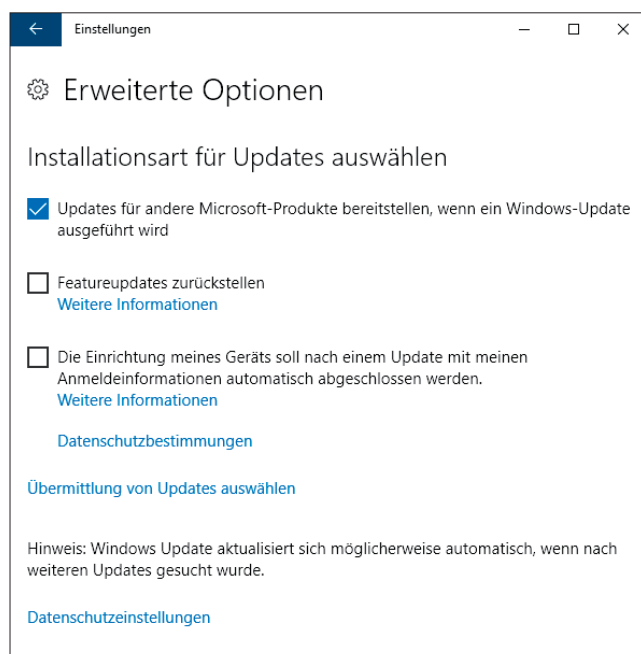 Einstellungen
Erweiterte Optionen
Installationsart für Updates auswählen
Updates für andere Microsoft-Produkte bereitstellen, wenn ein Windows-Update
ausgeführt wird
Featureupdates zurückstellen
Weitere Informationen
Die Einrichtung meines Geräts soll nach einem Update mit meinen
Anmeldeinformationen automatisch abgeschlossen werden.
Weitere Informationen
Datenschutzbestimmungen
Übermittlung von Updates auswählen
Hinweis: Windows Update aktualisiert sich möglicherweise automatisch, wenn nach
weiteren Updates gesucht wurde.
Datenschutzeinstellungen